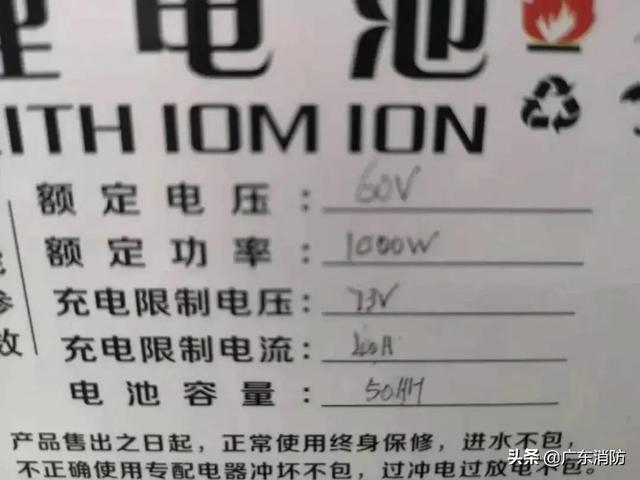 锂电池
LITH IOM ION
额定电压：60V
额定功率：1000W
充电限制电压：73V
充电限制电流：
电池容量：50AH
产品售出之日起，正常使用终身保修，进水不包，
不正确使用专配电器冲坏不包，过冲电过放电不包。
头条 @广东消防